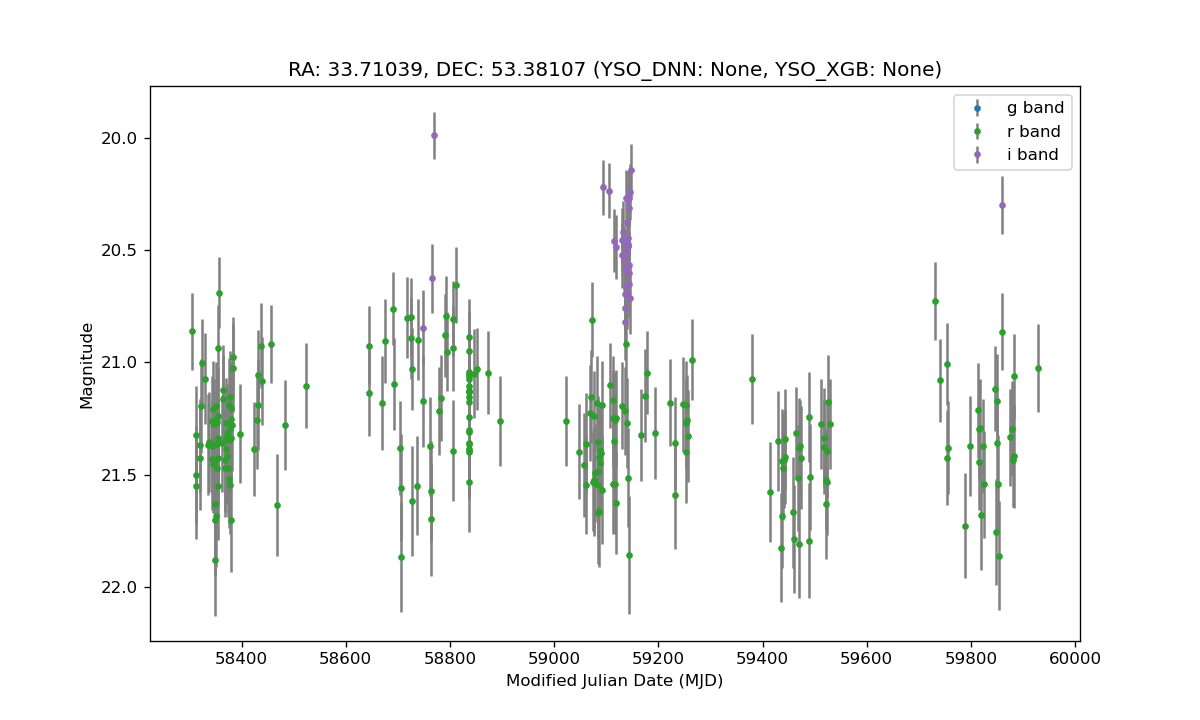 RA: 33.71039, DEC: 53.38107 (YSO_DNN: None, YSO_XGB: None)
g band
r band
i band
20.0
20.5
21.0
21.5
22.0
Magnitude
58400 58600 58800 59000 59200 59400 59600 59800 60000
Modified Julian Date (MJD)